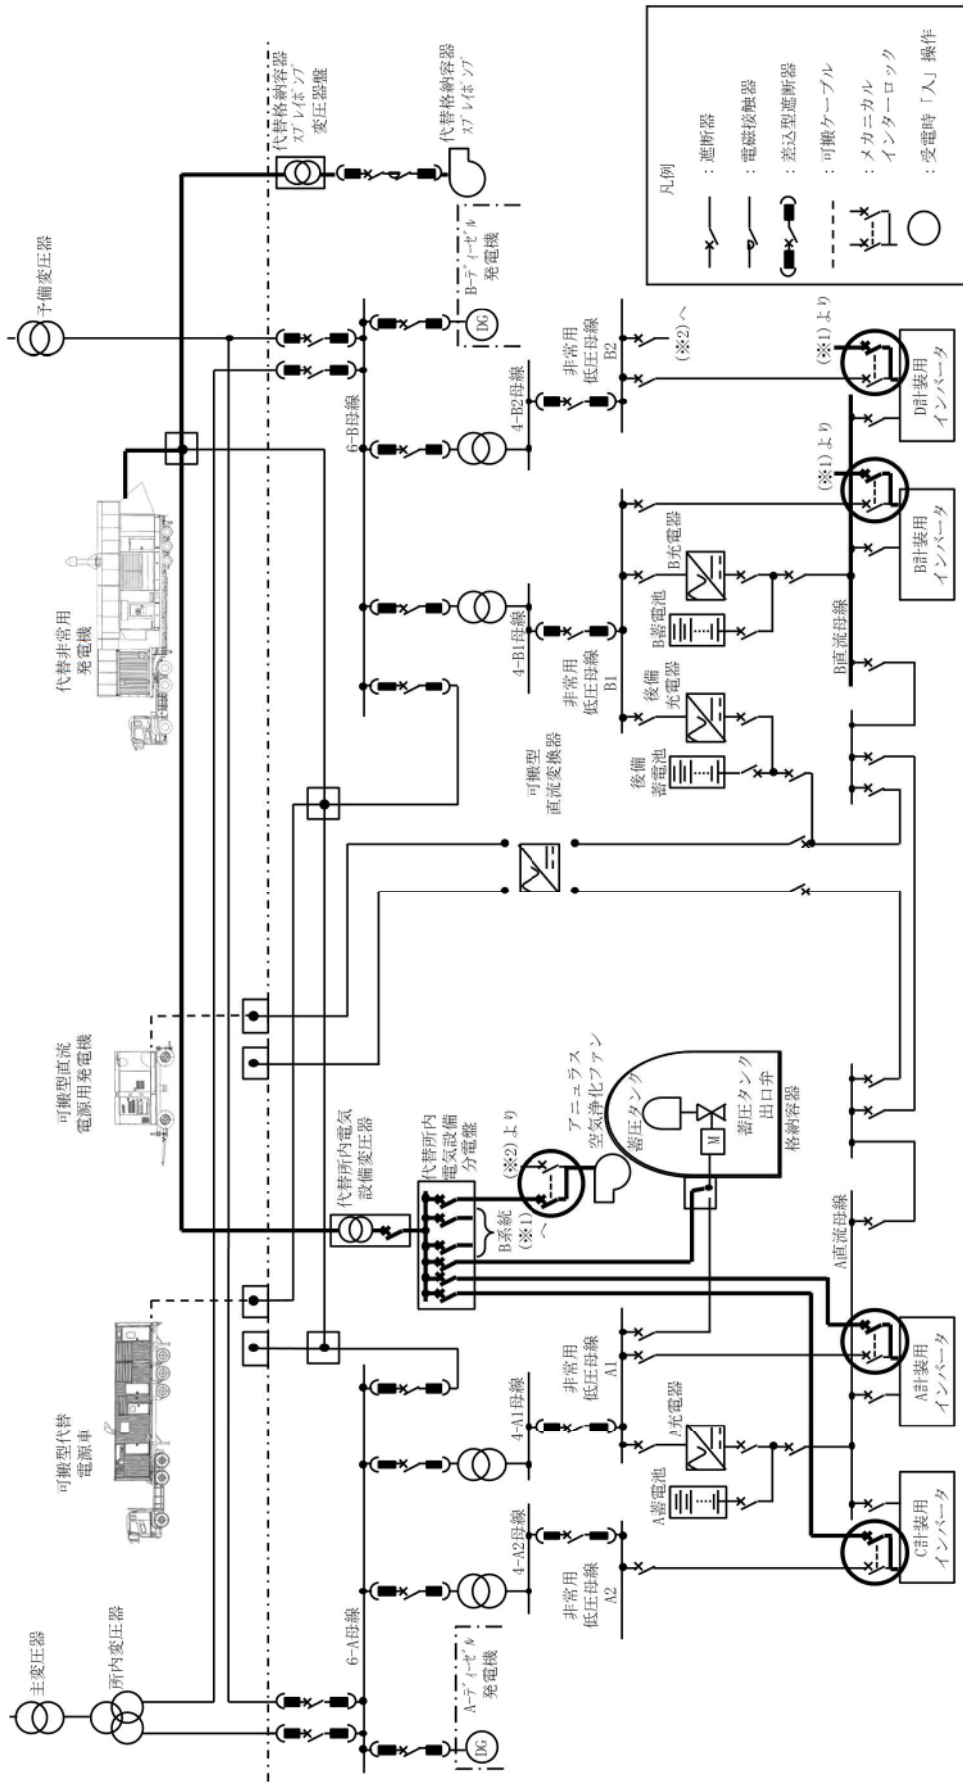 主変圧器
所内変圧器
可搬型代替
電源車
可搬型直流
電源用発電機
代替非常用
発電機
予備変圧器
代替格納容器
スプレイポンプ
変圧器盤
代替格納容器
スプレイポンプ
代替所内電気
設備変圧器
代替所内
電気設備
分電盤
6-A母線
6-B母線
A-ディーゼル
発電機
DG
B-ディーゼル
発電機
DG
4-A2母線
4-A1母線
4-B1母線
4-B2母線
非常用
低圧母線
A2
非常用
低圧母線
A1
非常用
低圧母線
B1
非常用
低圧母線
B2
(※2)へ
B系統
(※1)
へ
(※2)より
アニュラス
空気浄化ファン
蓄圧タンク
M
蓄圧タンク
出口弁
格納容器
可搬型
直流変換器
A蓄電池
A充電器
後備
蓄電池
後備
充電器
B蓄電池
B充電器
A直流母線
B直流母線
(※1)より
(※1)より
C計装用
インバータ
A計装用
インバータ
B計装用
インバータ
D計装用
インバータ
凡例
：遮断器
：電磁接触器
：差込型遮断器
：可搬ケーブル
：メカニカル
インターロック
：受電時「入」操作